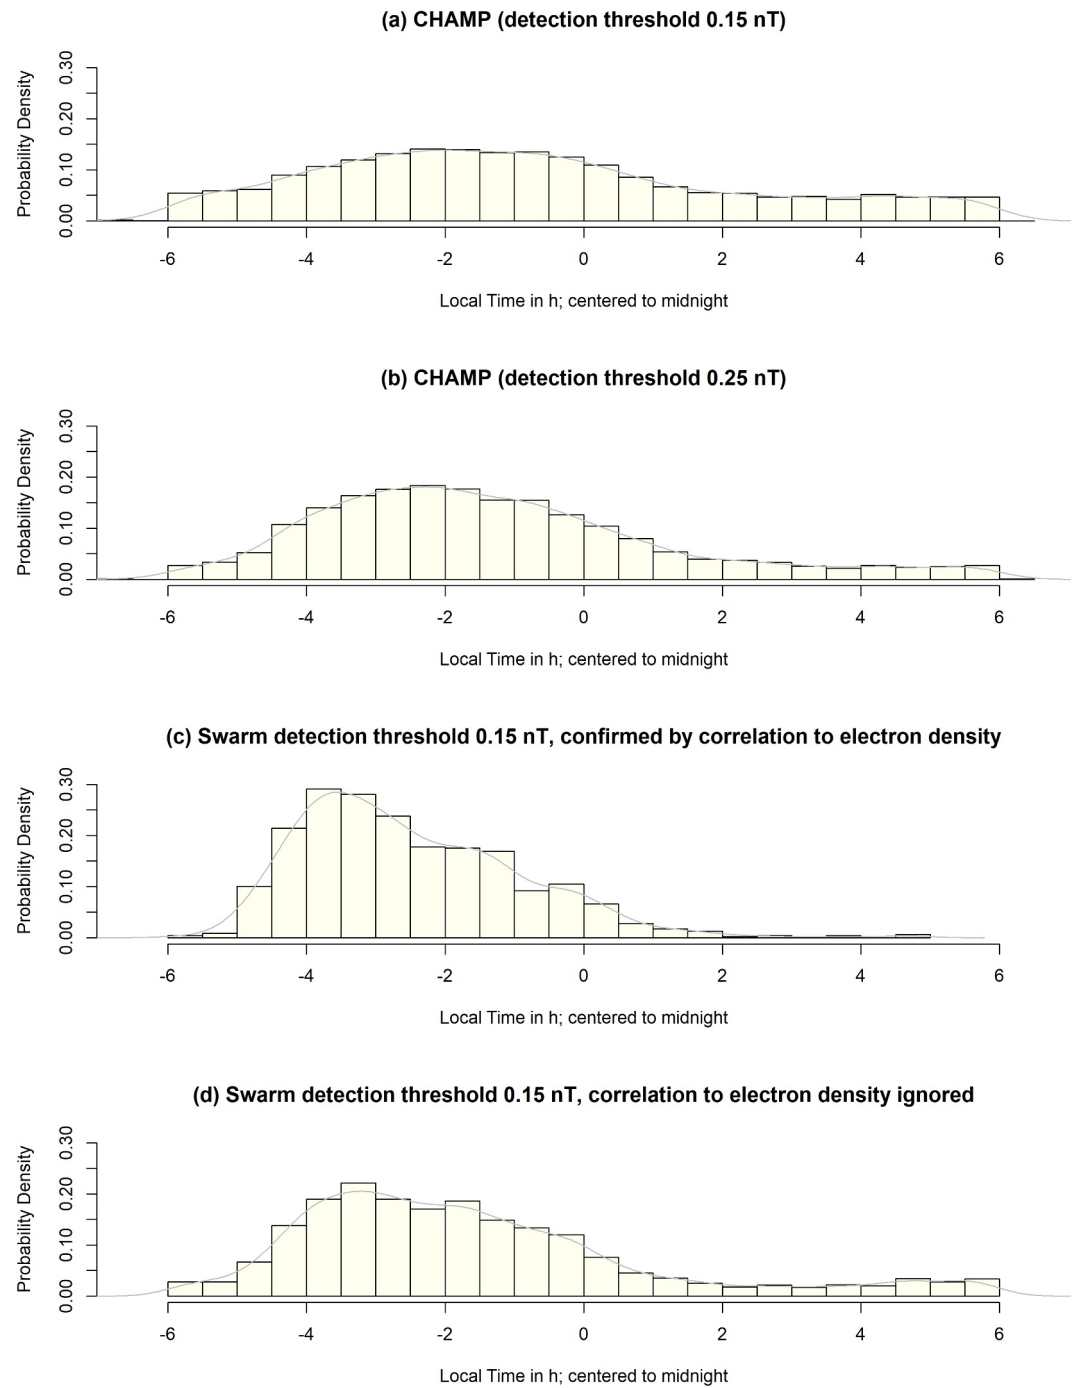 (a) CHAMP (detection threshold 0.15 nT)
Probability Density
0.00 0.10 0.20 0.30
-6 -4 -2 0 2 4 6
Local Time in h; centered to midnight
(b) CHAMP (detection threshold 0.25 nT)
Probability Density
0.00 0.10 0.20 0.30
-6 -4 -2 0 2 4 6
Local Time in h; centered to midnight
(c) Swarm detection threshold 0.15 nT, confirmed by correlation to electron density
Probability Density
0.00 0.10 0.20 0.30
-6 -4 -2 0 2 4 6
Local Time in h; centered to midnight
(d) Swarm detection threshold 0.15 nT, correlation to electron density ignored
Probability Density
0.00 0.10 0.20 0.30
-6 -4 -2 0 2 4 6
Local Time in h; centered to midnight